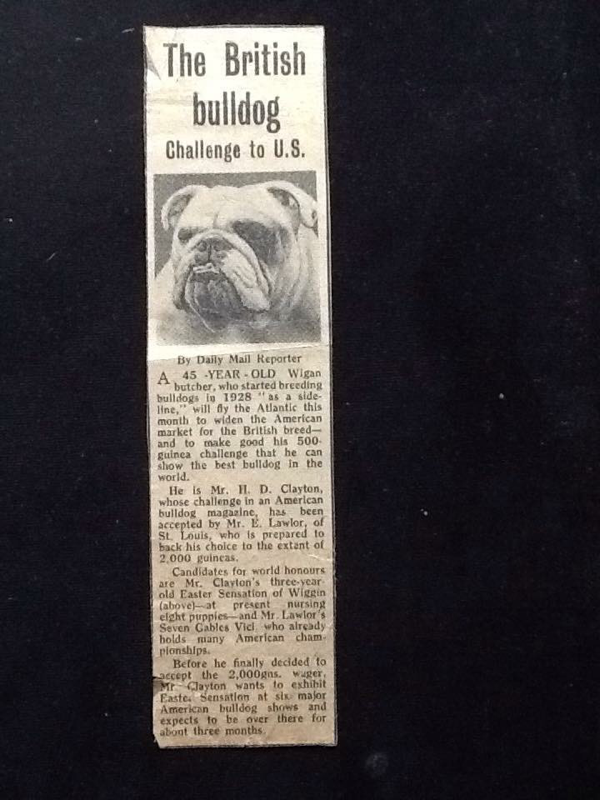 The British
bulldog
Challenge to U.S.
By Daily Mail Reporter
A 45-YEAR-OLD Wigan
butcher, who started breeding
bulldogs in 1928 "as a side-
line," will fly the Atlantic this
month to widen the American
market for the British breed—
and to make good his 500-
guinea challenge that he can
show the best bulldog in the
world.
He is Mr. H. D. Clayton,
whose challenge in an American
bulldog magazine, has been
accepted by Mr. E. Lawlor, of
St. Louis, who is prepared to
back his choice to the extent of
2,000 guineas.
Candidates for world honours
are Mr. Clayton's three-year-
old Easter Sensation of Wiggin
(above)—at present nursing
eight puppies—and Mr. Lawlor's
Seven Gables Vici, who already
holds many American cham-
pionships.
Before he finally decided to
accept the 2,000gns. wager,
Mr. Clayton wants to exhibit
Easter Sensation at six major
American bulldog shows and
expects to be over there for
about three months.